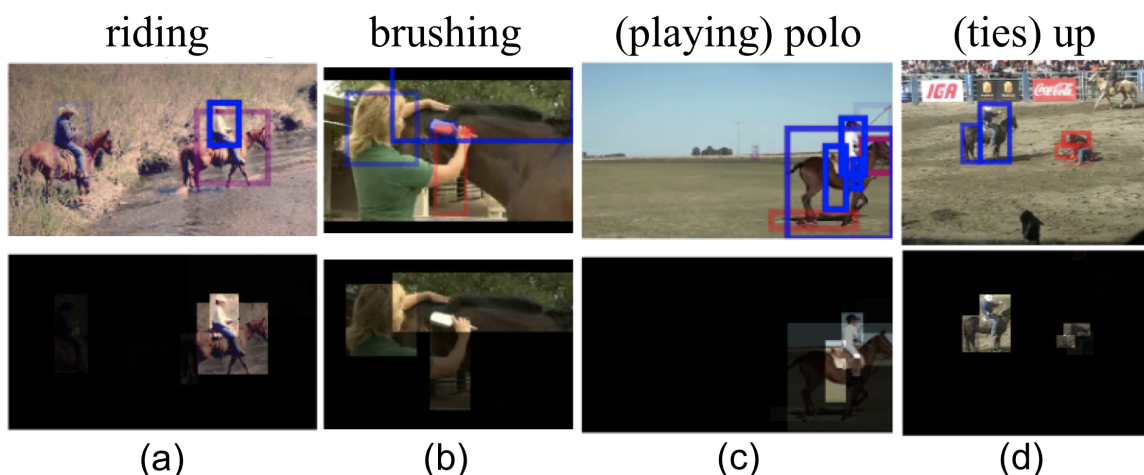 riding brushing (playing) polo (ties) up
IGA Coca-Cola
(a) (b) (c) (d)